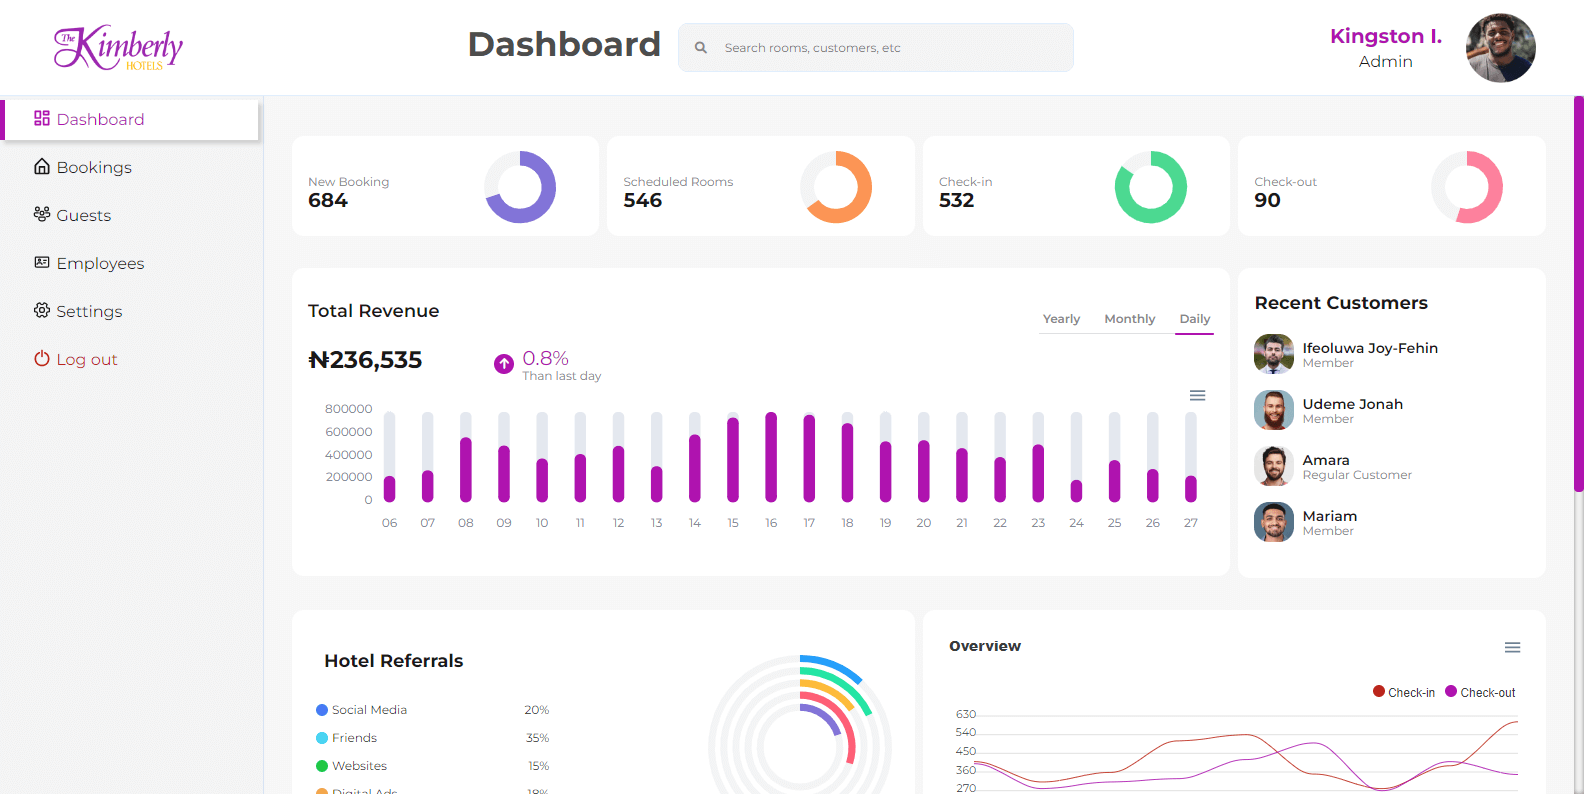 The Kimberly
HOTELS
Dashboard
Search rooms, customers, etc
Kingston I.
Admin
Dashboard
Bookings
Guests
Employees
Settings
Log out
New Booking
684
Scheduled Rooms
546
Check-in
532
Check-out
90
Total Revenue
Yearly Monthly Daily
₦236,535
0.8%
Than last day
800000
600000
400000
200000
0
06 07 08 09 10 11 12 13 14 15 16 17 18 19 20 21 22 23 24 25 26 27
Recent Customers
Ifeoluwa Joy-Fehin
Member
Udeme Jonah
Member
Amara
Regular Customer
Mariam
Member
Hotel Referrals
Social Media 20%
Friends 35%
Websites 15%
Digital Ads 18%
Overview
Check-in Check-out
630
540
450
360
270